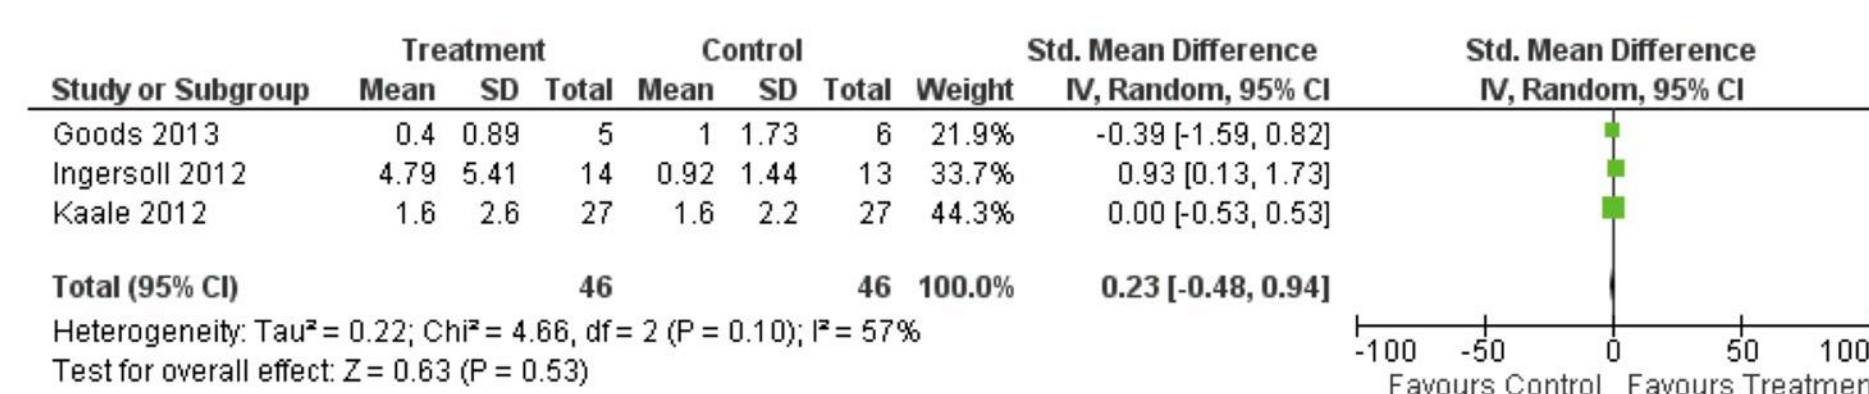 Treatment Control Std. Mean Difference Std. Mean Difference
Study or Subgroup Mean SD Total Mean SD Total Weight IV, Random, 95% CI IV, Random, 95% CI
Goods 2013 0.4 0.89 5 1 1.73 6 21.9% -0.39 [-1.59, 0.82]
Ingersoll 2012 4.79 5.41 14 0.92 1.44 13 33.7% 0.93 [0.13, 1.73]
Kaale 2012 1.6 2.6 27 1.6 2.2 27 44.3% 0.00 [-0.53, 0.53]
Total (95% CI) 46 46 100.0% 0.23 [-0.48, 0.94]
Heterogeneity: Tau² = 0.22; Chi² = 4.66, df = 2 (P = 0.10); I² = 57%
Test for overall effect: Z = 0.63 (P = 0.53)
-100 -50 0 50 100
Favours Control Favours Treatmen